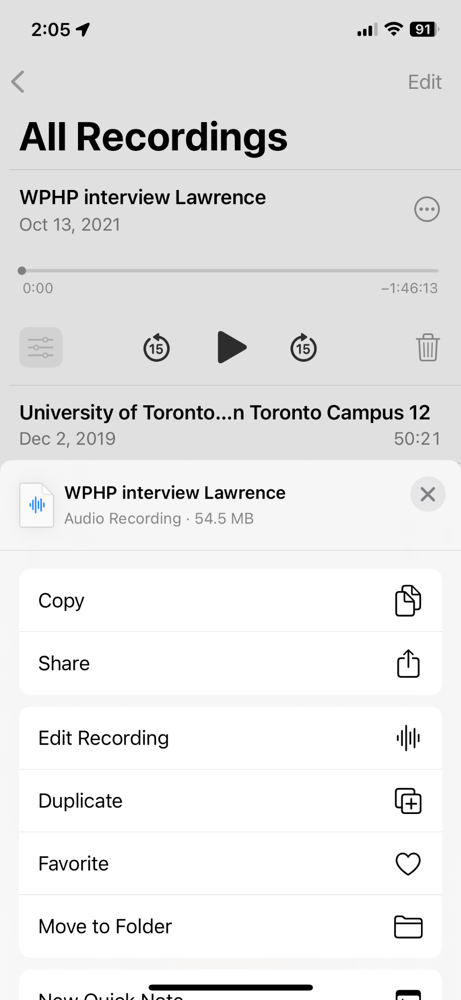 2:05
91
Edit
All Recordings
WPHP interview Lawrence
Oct 13, 2021
0:00
–1:46:13
15
15
University of Toronto...n Toronto Campus 12
Dec 2, 2019
50:21
WPHP interview Lawrence
Audio Recording · 54.5 MB
Copy
Share
Edit Recording
Duplicate
Favorite
Move to Folder
New Quick Note